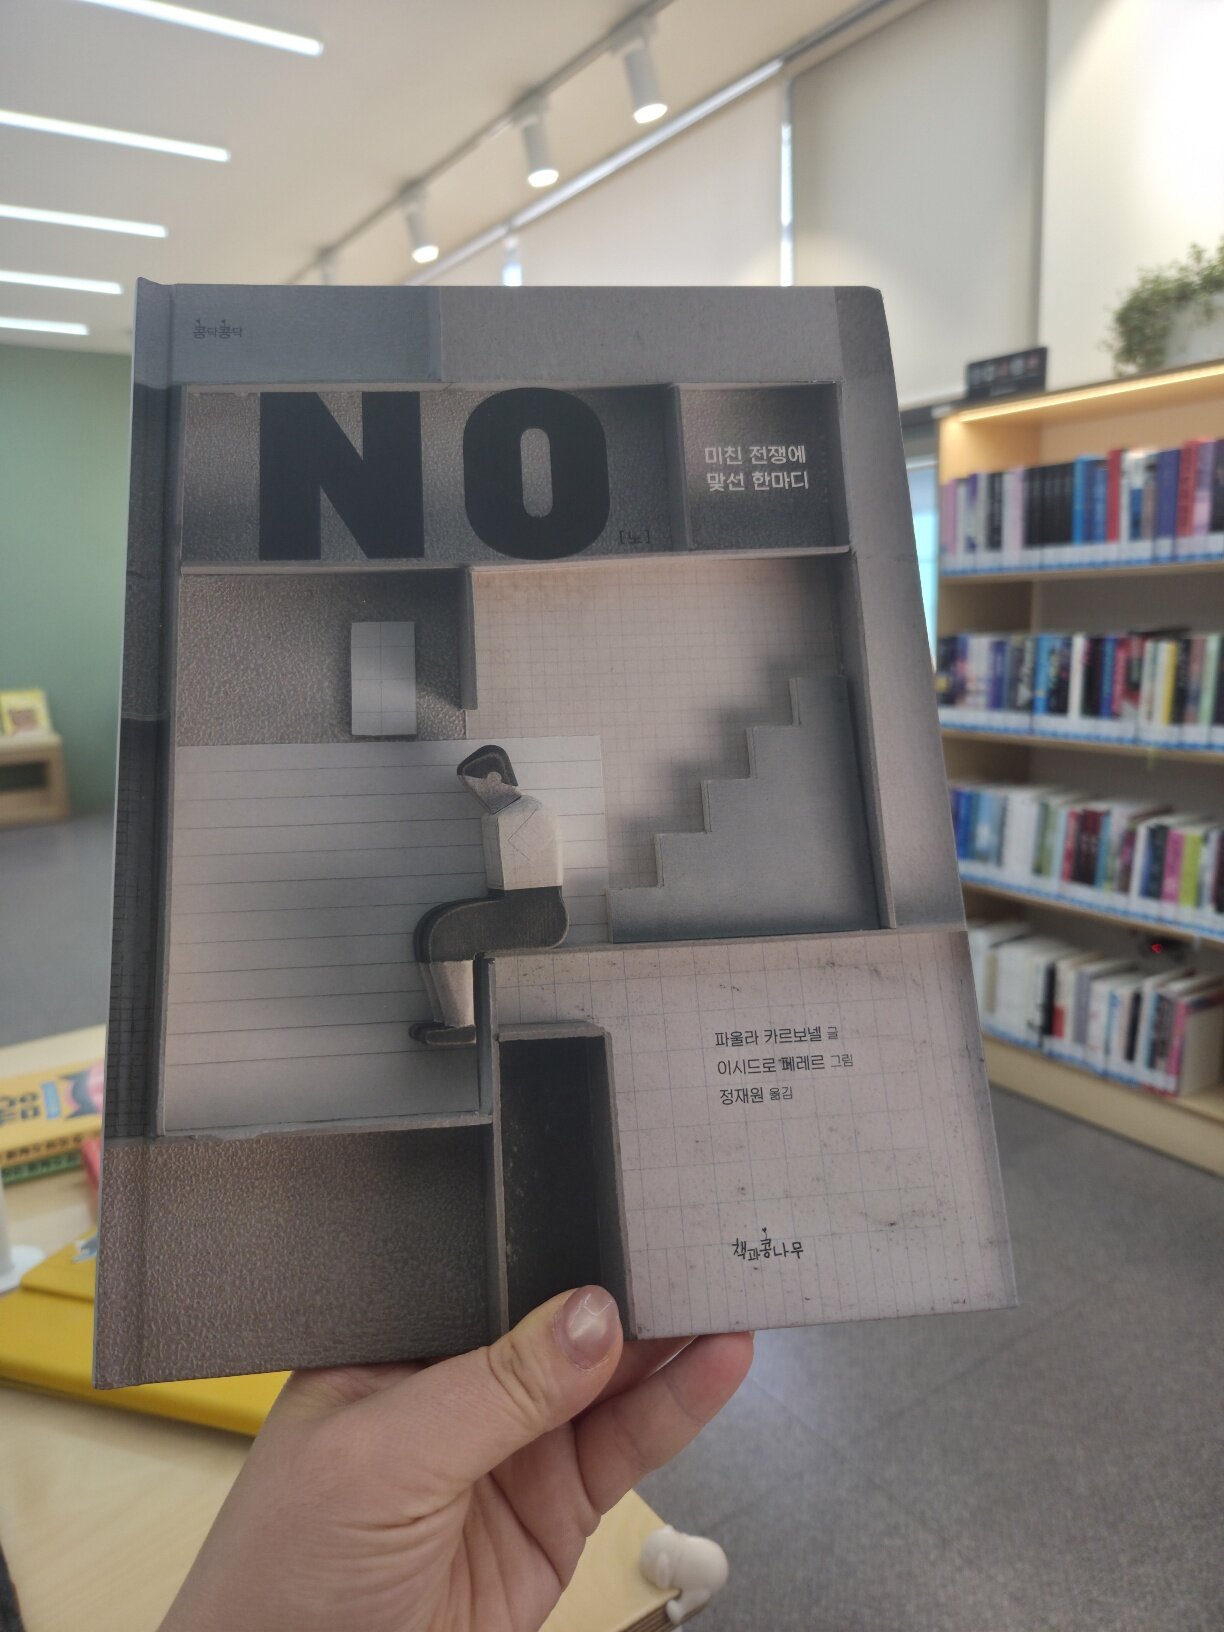 콩닥콩닥
NO
[노]
미친 전쟁에
맞선 한마디
파울라 카르보넬 글
이시드로 페레르 그림
정재원 옮김
책과콩나무